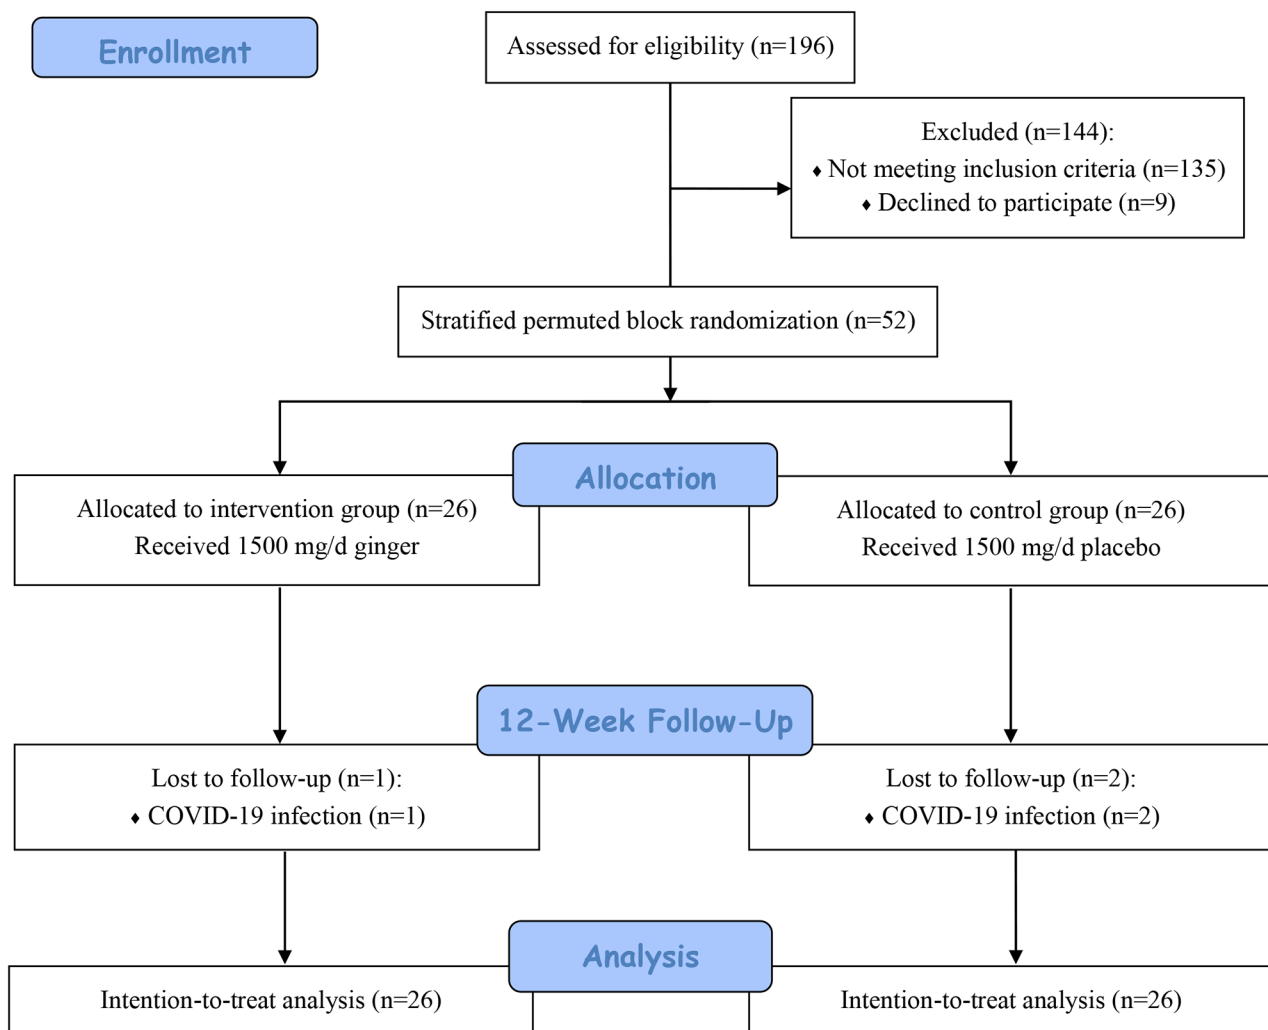 Enrollment
Assessed for eligibility (n=196)
Excluded (n=144):
♦ Not meeting inclusion criteria (n=135)
♦ Declined to participate (n=9)
Stratified permuted block randomization (n=52)
Allocation
Allocated to intervention group (n=26)
Received 1500 mg/d ginger
Allocated to control group (n=26)
Received 1500 mg/d placebo
12-Week Follow-Up
Lost to follow-up (n=1):
♦ COVID-19 infection (n=1)
Lost to follow-up (n=2):
♦ COVID-19 infection (n=2)
Analysis
Intention-to-treat analysis (n=26)
Intention-to-treat analysis (n=26)